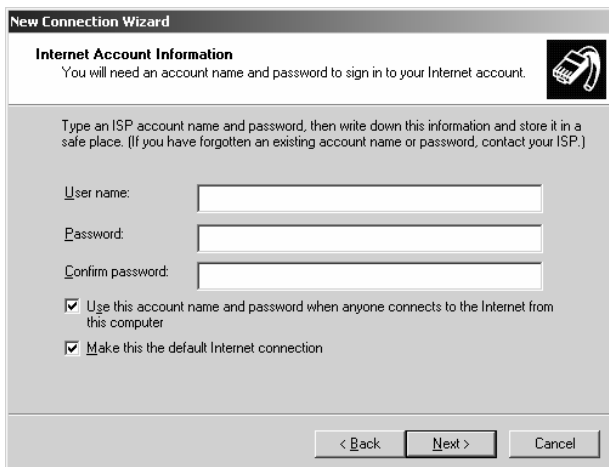 New Connection Wizard
Internet Account Information
You will need an account name and password to sign in to your Internet account.
Type an ISP account name and password, then write down this information and store it in a
safe place. (If you have forgotten an existing account name or password, contact your ISP.)
User name:
Password:
Confirm password:
Use this account name and password when anyone connects to the Internet from
this computer
Make this the default Internet connection
< Back Next > Cancel